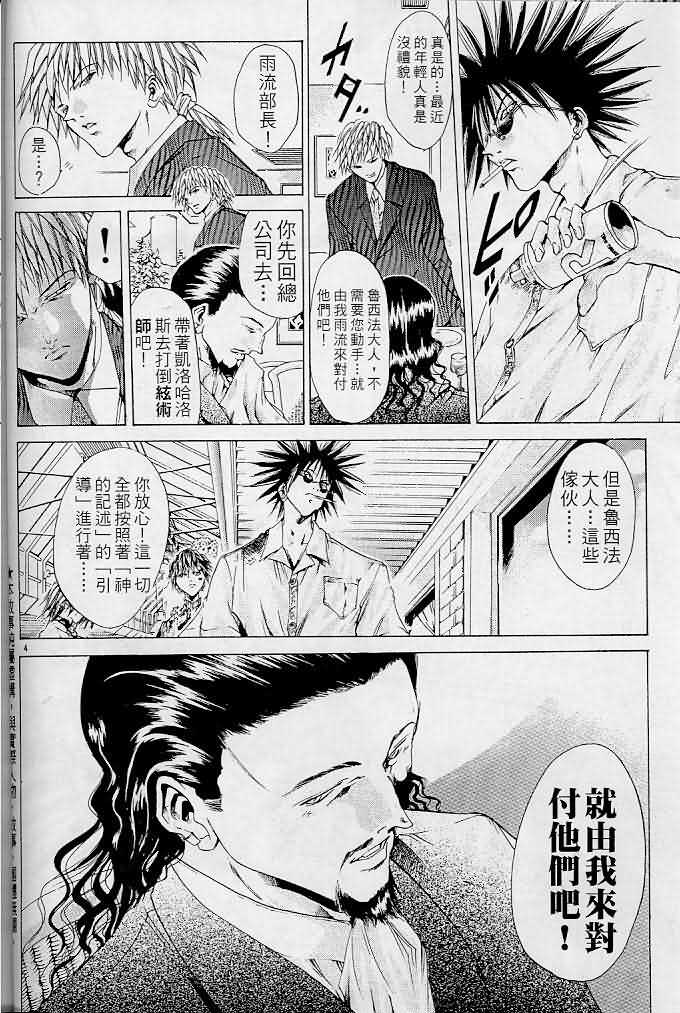 真是的…最近
的年輕人真是
沒禮貌！
カタ゛
ピッ
魯西法大人，不
需要您動手…就
由我雨流來對付
他們吧！
雨流部長！
是…？
你先回總
公司去…
帶著凱洛哈洛
斯去打倒絃術
師吧！
！
但是魯西法
大人…這些
傢伙……
你放心！這一切
全都按照著「神
的記述」的「引
導」進行著……
就由我來對
付他們吧！
4